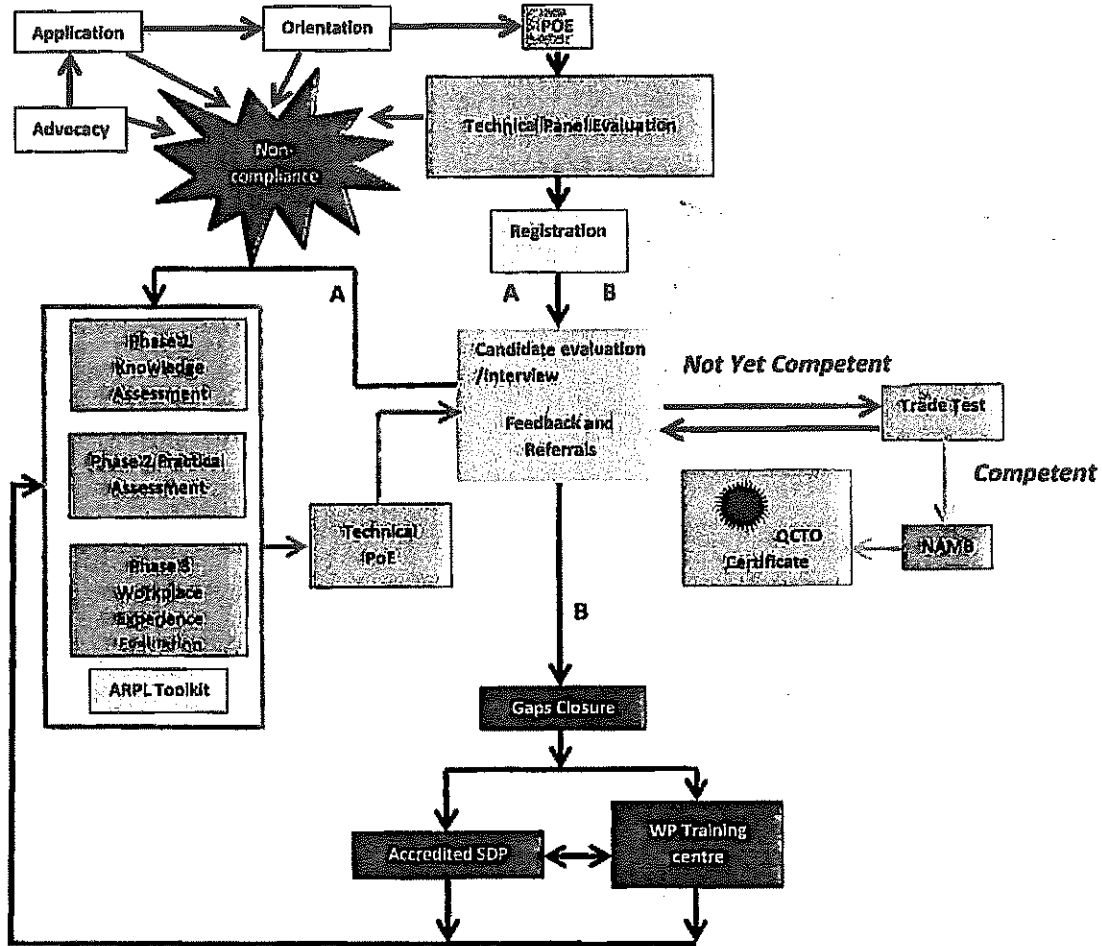 Application
Orientation
POE
Advocacy
Non-
compliance
Technical Panel Evaluation
Registration
A
A
B
Phase 1
Knowledge
Assessment
Candidate evaluation
/Interview
Feedback and
Referrals
Not Yet Competent
Trade Test
Phase 2 Practical
Assessment
Competent
Technical
PoE
QCTO
Certificate
NAMB
Phase 3
Workplace
Experience
Evaluation
ARPL Toolkit
B
Gaps Closure
Accredited SDP
WP Training
centre